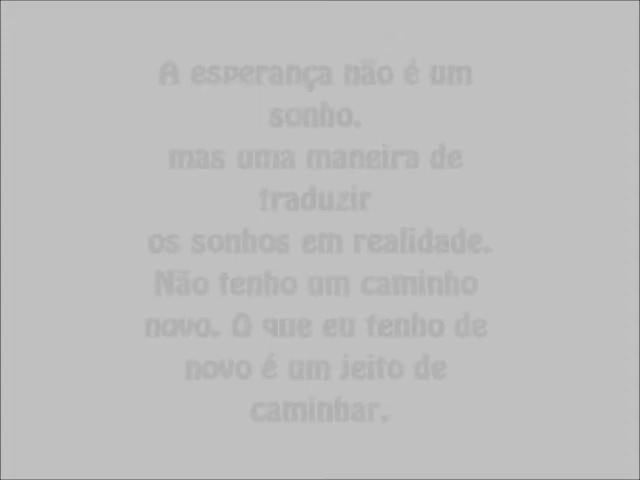 A esperança não é um
sonho,
mas uma maneira de
traduzir
os sonhos em realidade.
Não tenho um caminho
novo. O que eu tenho de
novo é um jeito de
caminhar.